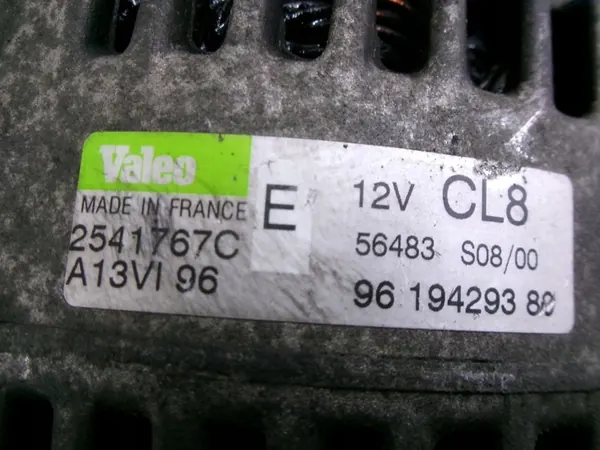 Valeo
MADE IN FRANCE
E
2541767C
A13VI 96
12V CL8
56483 S08/00
96 194293 80